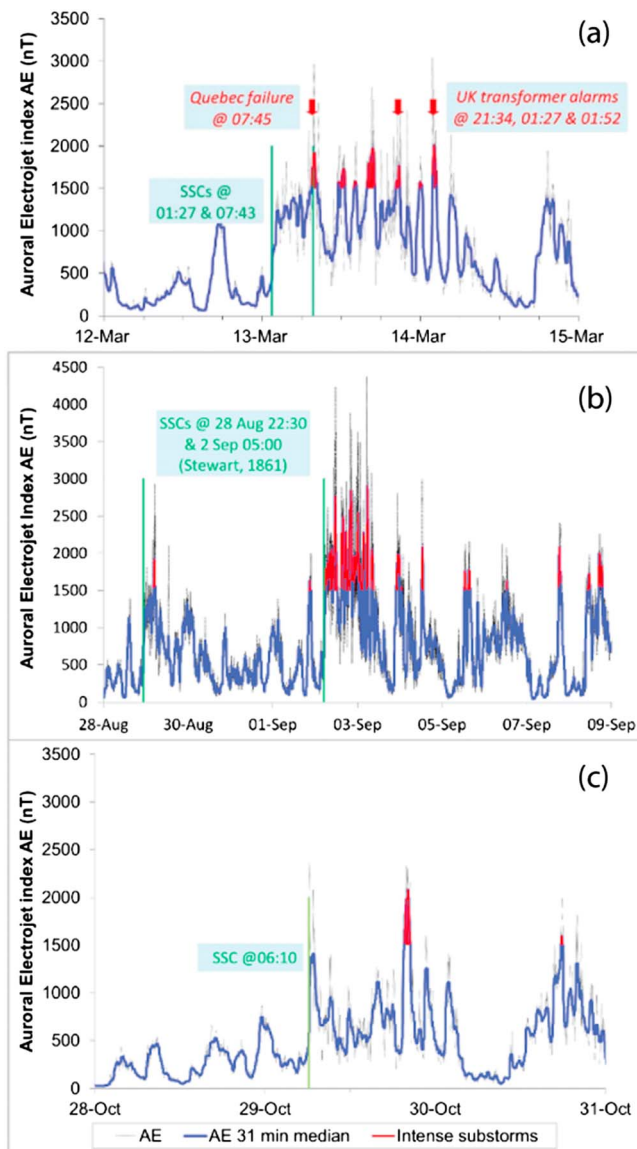 (a)
Auroral Electrojet index AE (nT)
3500
3000
2500
2000
1500
1000
500
0
Quebec failure
@ 07:45
UK transformer alarms
@ 21:34, 01:27 & 01:52
SSCs @
01:27 & 07:43
12-Mar
13-Mar
14-Mar
15-Mar
(b)
Auroral Electrojet Index AE (nT)
4500
4000
3500
3000
2500
2000
1500
1000
500
0
SSCs @ 28 Aug 22:30
& 2 Sep 05:00
(Stewart, 1861)
28-Aug
30-Aug
01-Sep
03-Sep
05-Sep
07-Sep
09-Sep
(c)
Auroral Electrojet index AE (nT)
3500
3000
2500
2000
1500
1000
500
0
SSC @06:10
28-Oct
29-Oct
30-Oct
31-Oct
AE
AE 31 min median
Intense substorms